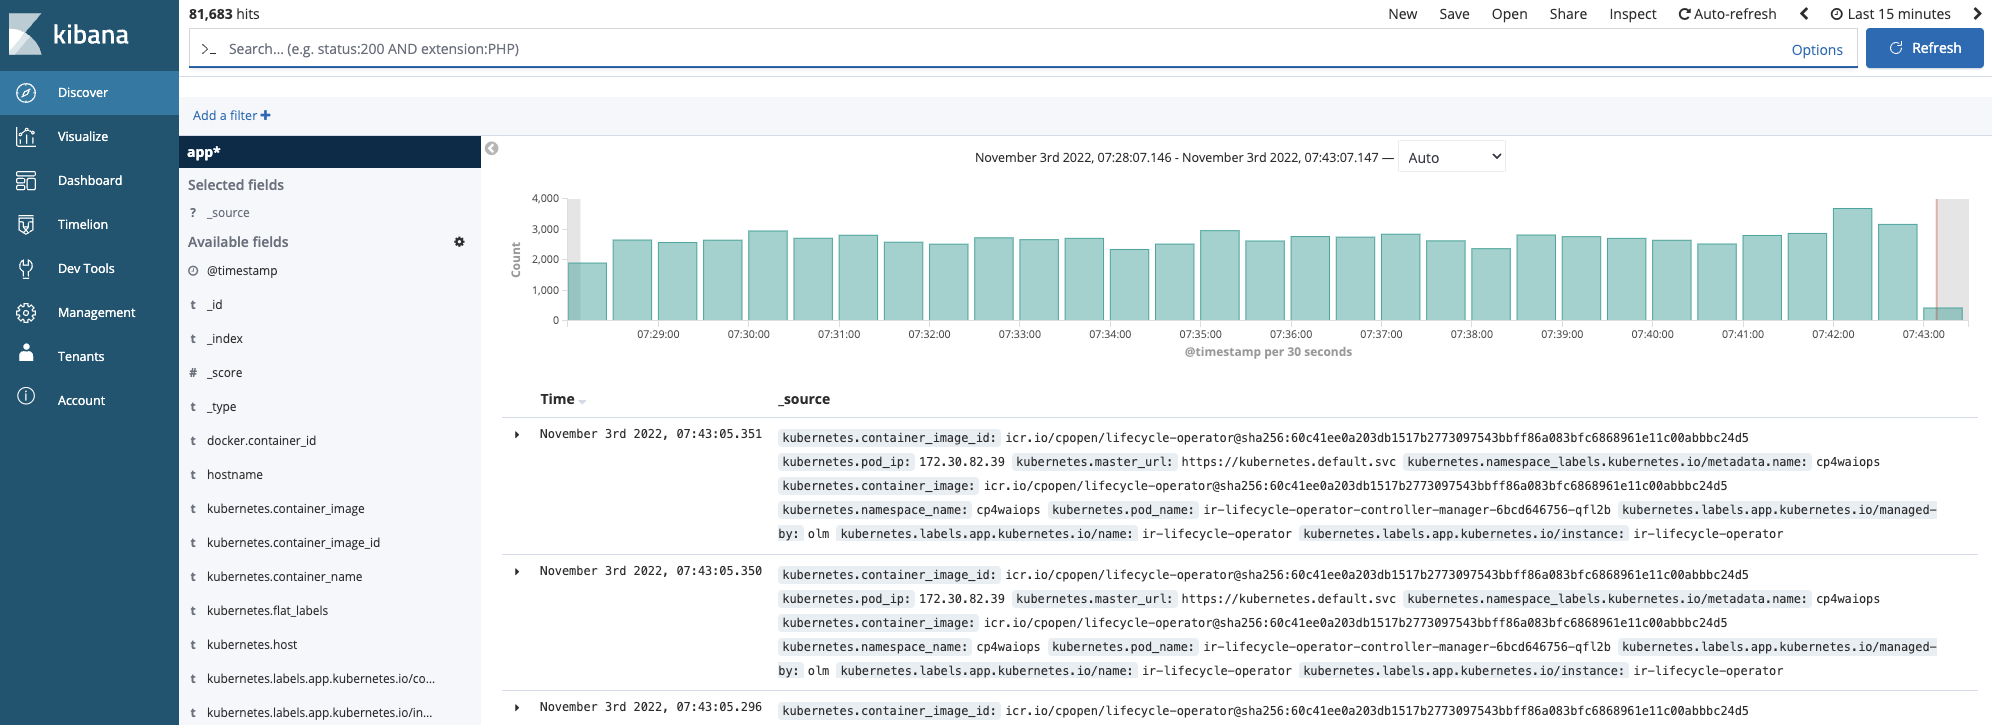 kibana
Discover
Visualize
Dashboard
Timelion
Dev Tools
Management
Tenants
Account
81,683 hits
New Save Open Share Inspect Auto-refresh Last 15 minutes
>_ Search... (e.g. status:200 AND extension:PHP) Options Refresh
Add a filter +
app*
Selected fields
? _source
Available fields
@timestamp
t _id
t _index
# _score
t _type
t docker.container_id
t hostname
t kubernetes.container_image
t kubernetes.container_image_id
t kubernetes.container_name
t kubernetes.flat_labels
t kubernetes.host
t kubernetes.labels.app.kubernetes.io/co...
t kubernetes.labels.app.kubernetes.io/in...
November 3rd 2022, 07:28:07.146 - November 3rd 2022, 07:43:07.147 — Auto
Count
4,000
3,000
2,000
1,000
0
07:29:00 07:30:00 07:31:00 07:32:00 07:33:00 07:34:00 07:35:00 07:36:00 07:37:00 07:38:00 07:39:00 07:40:00 07:41:00 07:42:00 07:43:00
@timestamp per 30 seconds
Time _source
November 3rd 2022, 07:43:05.351 kubernetes.container_image_id: icr.io/cpopen/lifecycle-operator@sha256:60c41ee0a203db1517b2773097543bbff86a083bfc6868961e11c00abbbc24d5
kubernetes.pod_ip: 172.30.82.39 kubernetes.master_url: https://kubernetes.default.svc kubernetes.namespace_labels.kubernetes.io/metadata.name: cp4waiops
kubernetes.container_image: icr.io/cpopen/lifecycle-operator@sha256:60c41ee0a203db1517b2773097543bbff86a083bfc6868961e11c00abbbc24d5
kubernetes.namespace_name: cp4waiops kubernetes.pod_name: ir-lifecycle-operator-controller-manager-6bcd646756-qfl2b kubernetes.labels.app.kubernetes.io/managed-
by: olm kubernetes.labels.app.kubernetes.io/name: ir-lifecycle-operator kubernetes.labels.app.kubernetes.io/instance: ir-lifecycle-operator
November 3rd 2022, 07:43:05.350 kubernetes.container_image_id: icr.io/cpopen/lifecycle-operator@sha256:60c41ee0a203db1517b2773097543bbff86a083bfc6868961e11c00abbbc24d5
kubernetes.pod_ip: 172.30.82.39 kubernetes.master_url: https://kubernetes.default.svc kubernetes.namespace_labels.kubernetes.io/metadata.name: cp4waiops
kubernetes.container_image: icr.io/cpopen/lifecycle-operator@sha256:60c41ee0a203db1517b2773097543bbff86a083bfc6868961e11c00abbbc24d5
kubernetes.namespace_name: cp4waiops kubernetes.pod_name: ir-lifecycle-operator-controller-manager-6bcd646756-qfl2b kubernetes.labels.app.kubernetes.io/managed-
by: olm kubernetes.labels.app.kubernetes.io/name: ir-lifecycle-operator kubernetes.labels.app.kubernetes.io/instance: ir-lifecycle-operator
November 3rd 2022, 07:43:05.296 kubernetes.container_image_id: icr.io/cpopen/lifecycle-operator@sha256:60c41ee0a203db1517b2773097543bbff86a083bfc6868961e11c00abbbc24d5